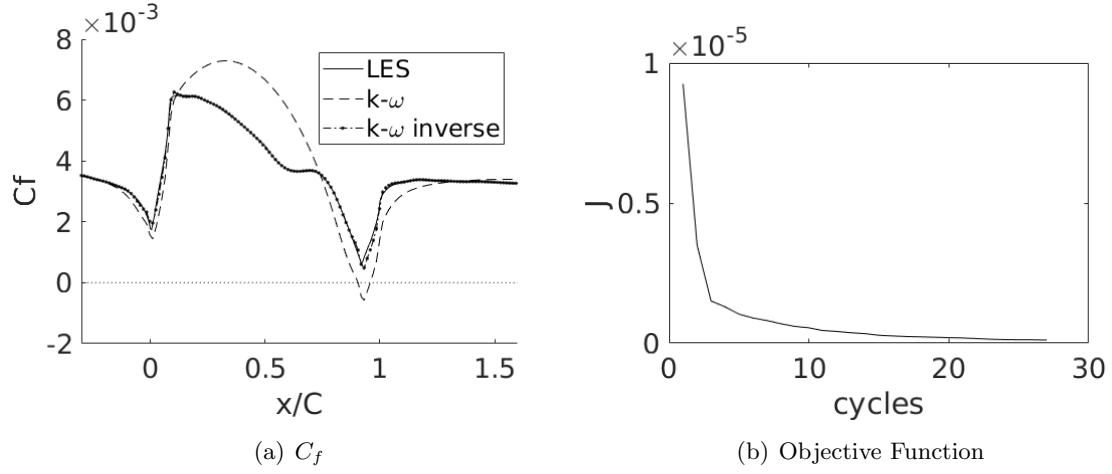 ×10-3
8
6
4
2
0
-2
Cf
0
0.5
1
1.5
x/C
LES
k-ω
k-ω inverse
(a) Cf
×10-5
1
0.5
0
J
0
10
20
30
cycles
(b) Objective Function